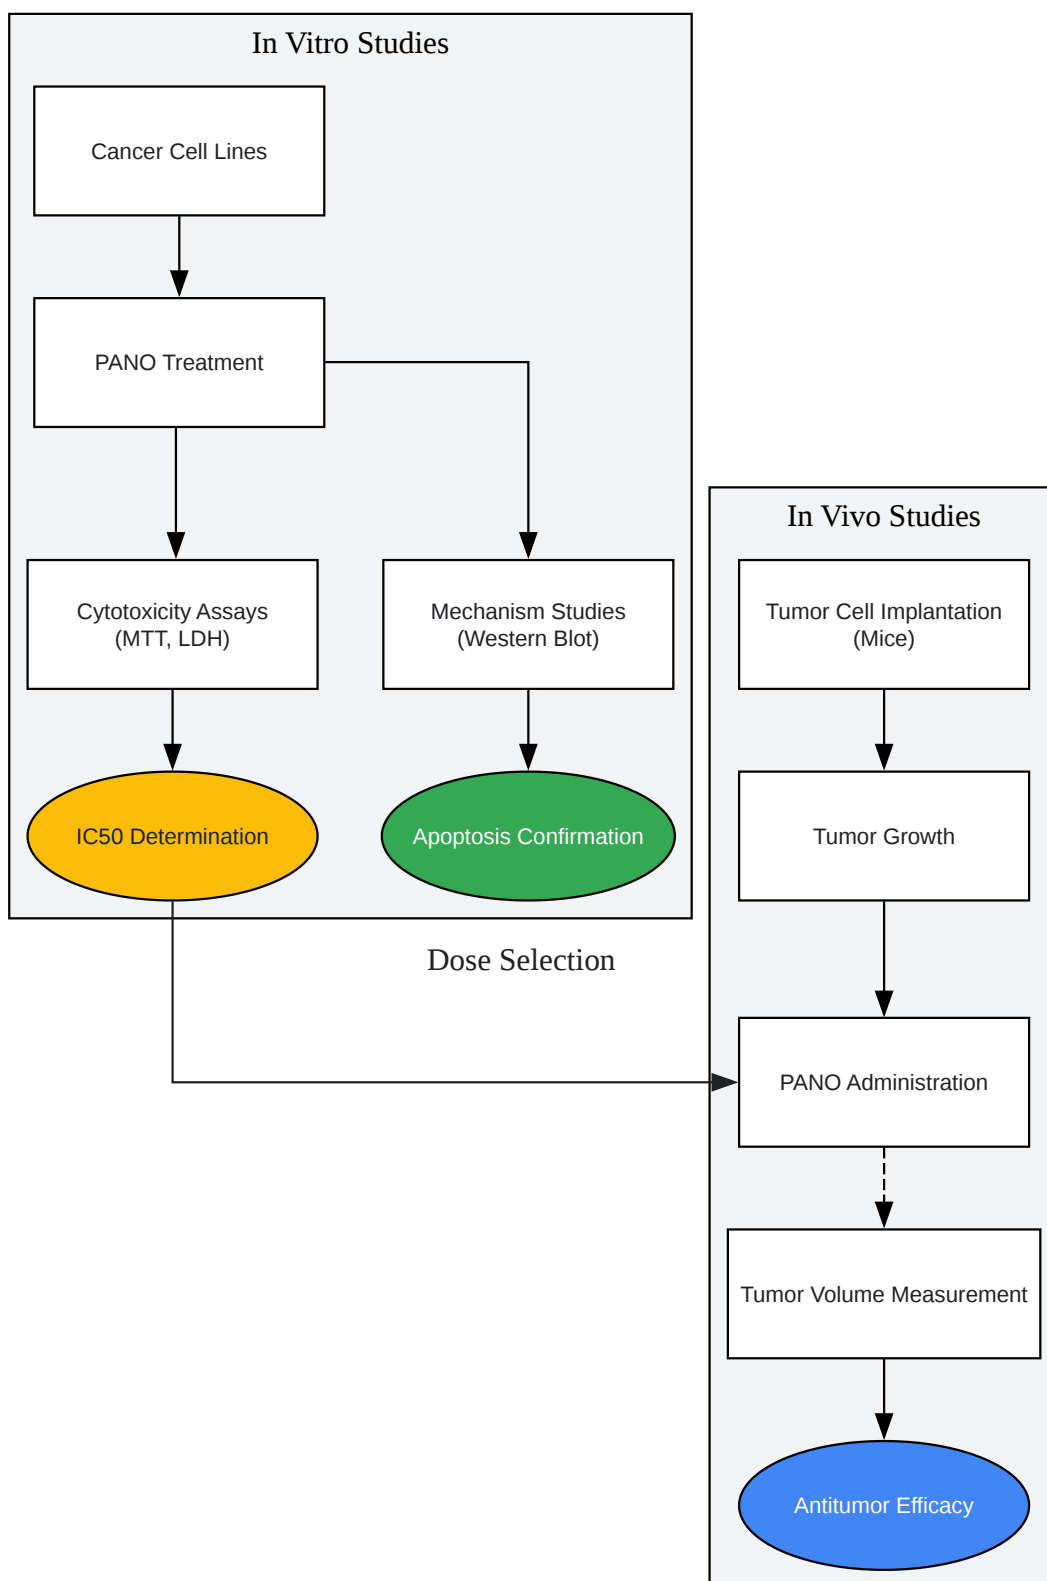 In Vitro Studies
Cancer Cell Lines
PANO Treatment
Cytotoxicity Assays
(MTT, LDH)
Mechanism Studies
(Western Blot)
IC50 Determination
Apoptosis Confirmation
Dose Selection
In Vivo Studies
Tumor Cell Implantation
(Mice)
Tumor Growth
PANO Administration
Tumor Volume Measurement
Antitumor Efficacy